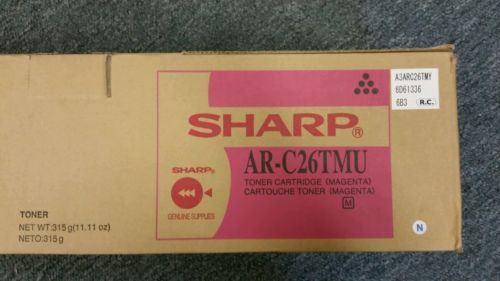 A3ARC26TMY
6D61336
6B3 (R.C.)
SHARP®
SHARP®
GENUINE SUPPLIES
AR-C26TMU
TONER CARTRIDGE (MAGENTA)
CARTOUCHE TONER (MAGENTA)
M
TONER
NET WT:315g(11.11 oz)
NETO:315g
N